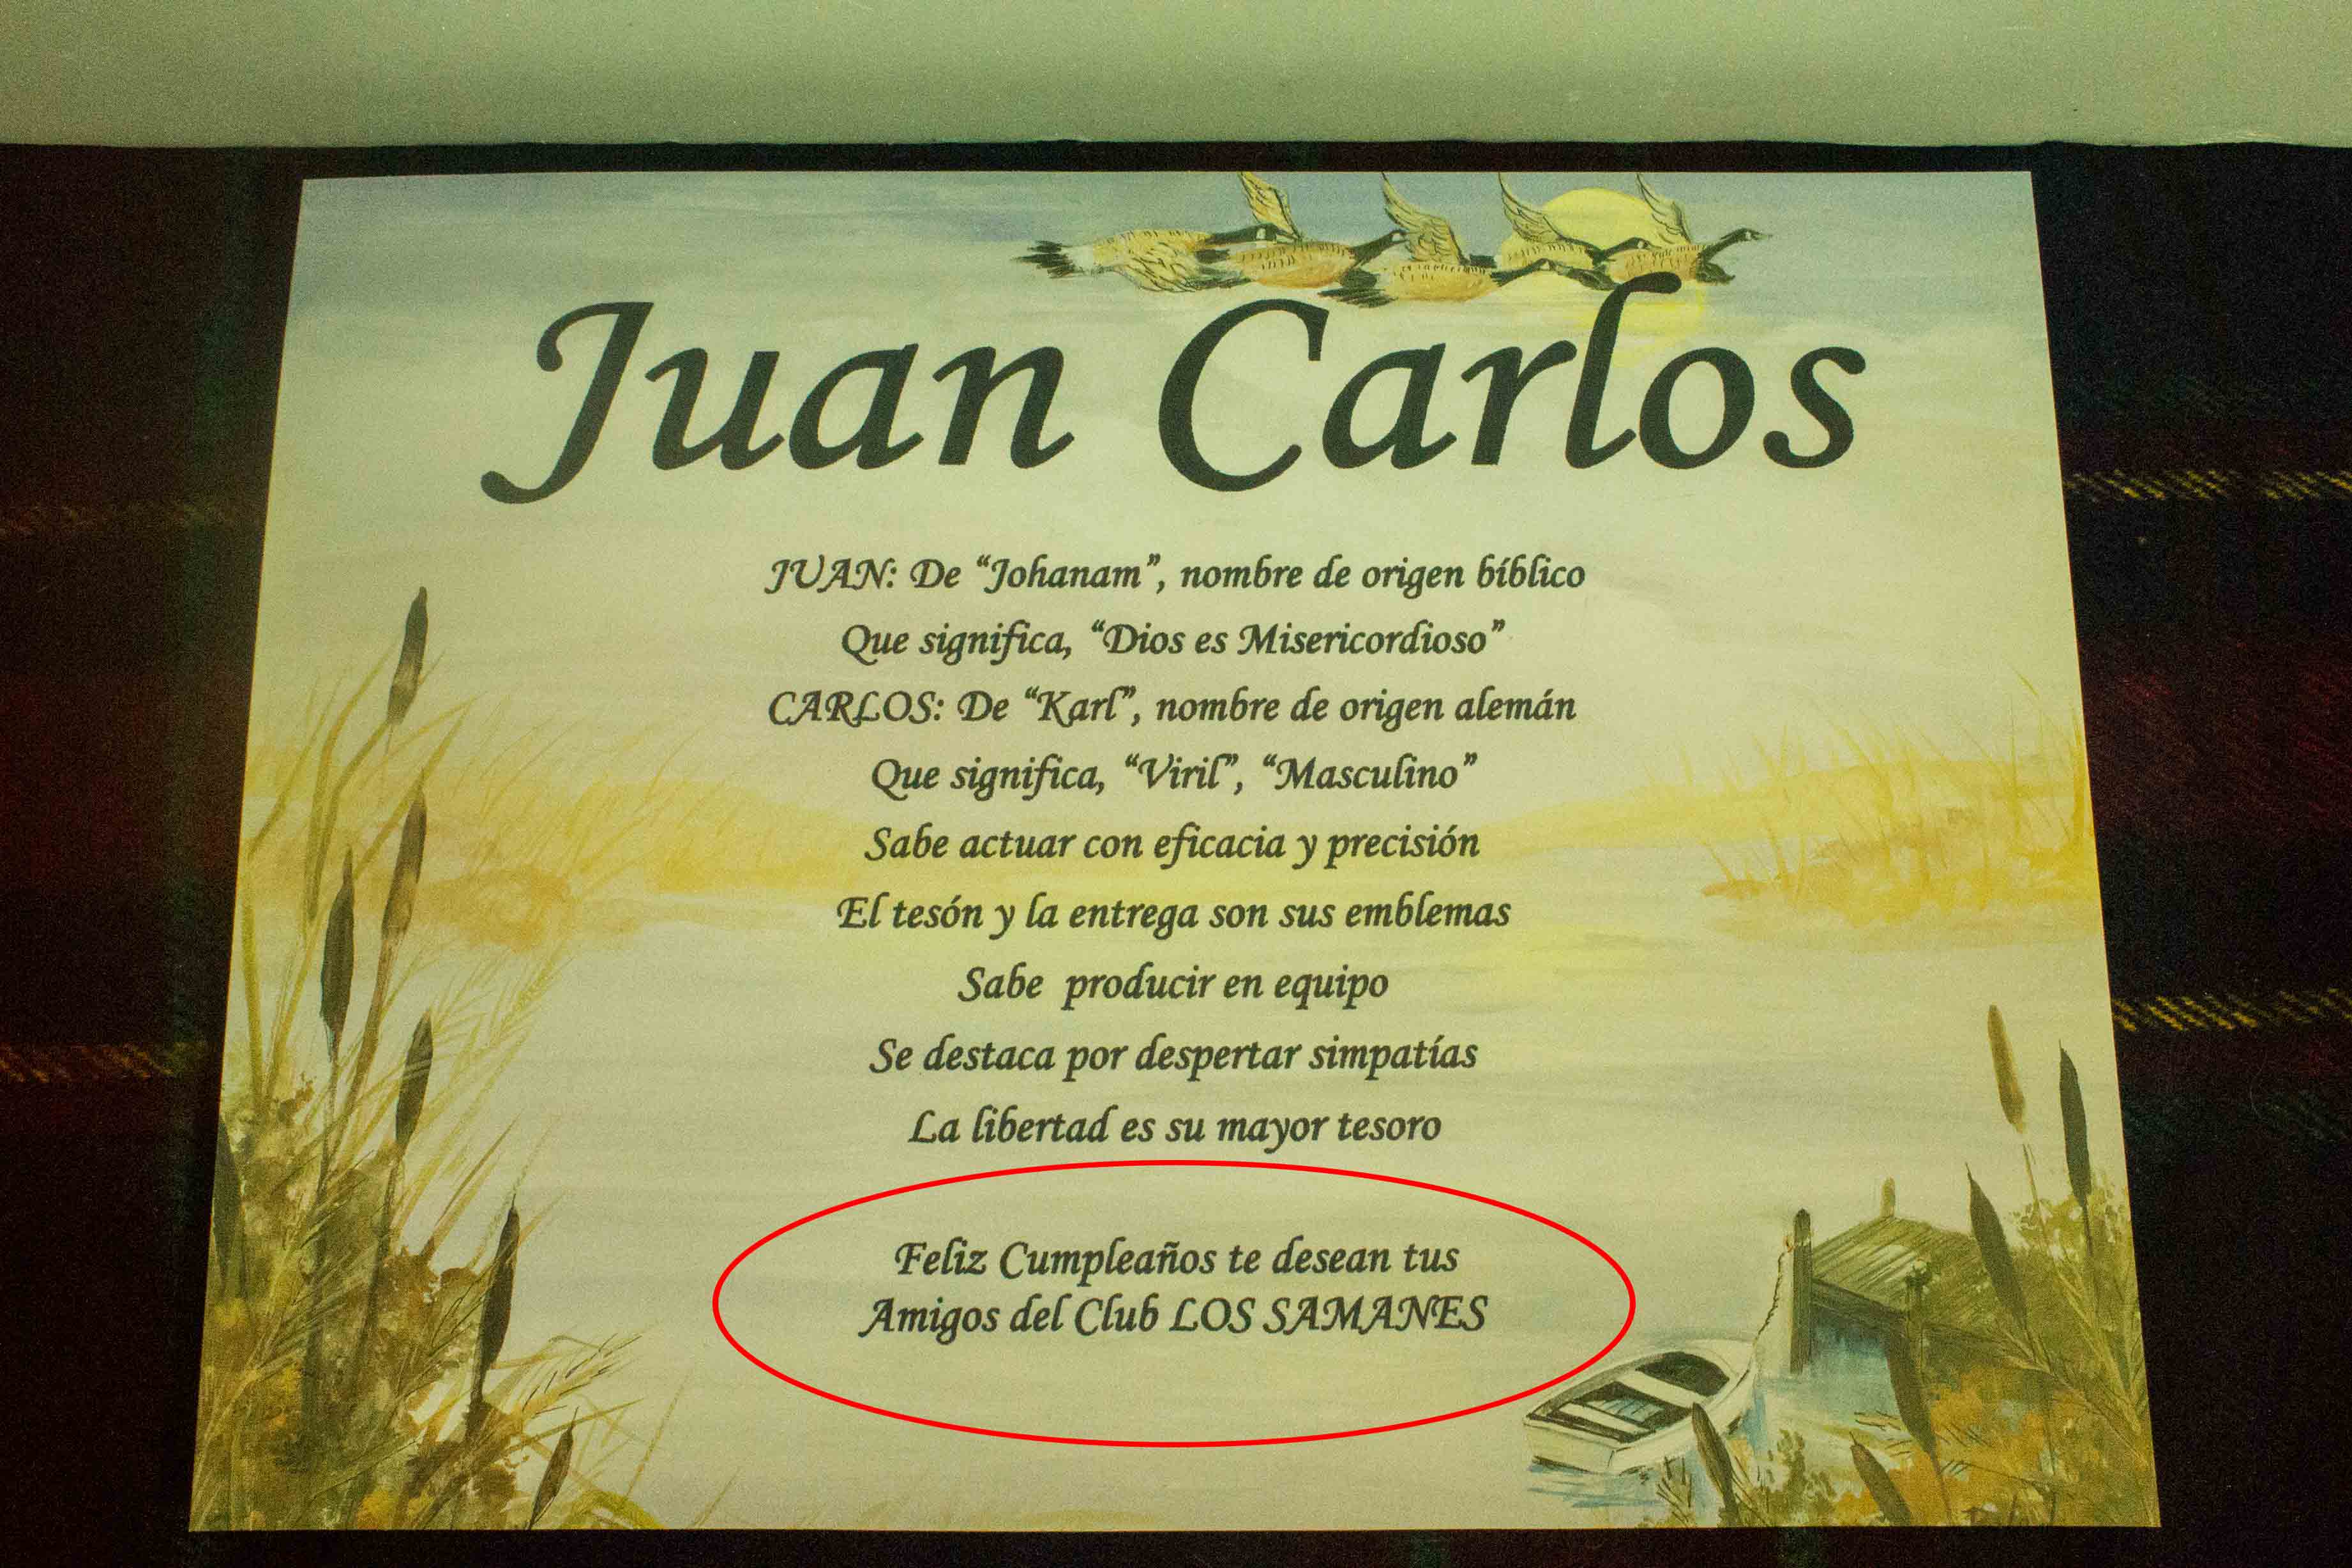 Juan Carlos
JUAN: De “Johanam”, nombre de origen bíblico
Que significa, “Dios es Misericordioso”
CARLOS: De “Karl”, nombre de origen alemán
Que significa, “Viril”, “Masculino”
Sabe actuar con eficacia y precisión
El tesón y la entrega son sus emblemas
Sabe producir en equipo
Se destaca por despertar simpatías
La libertad es su mayor tesoro
Feliz Cumpleaños te desean tus
Amigos del Club LOS SAMANES